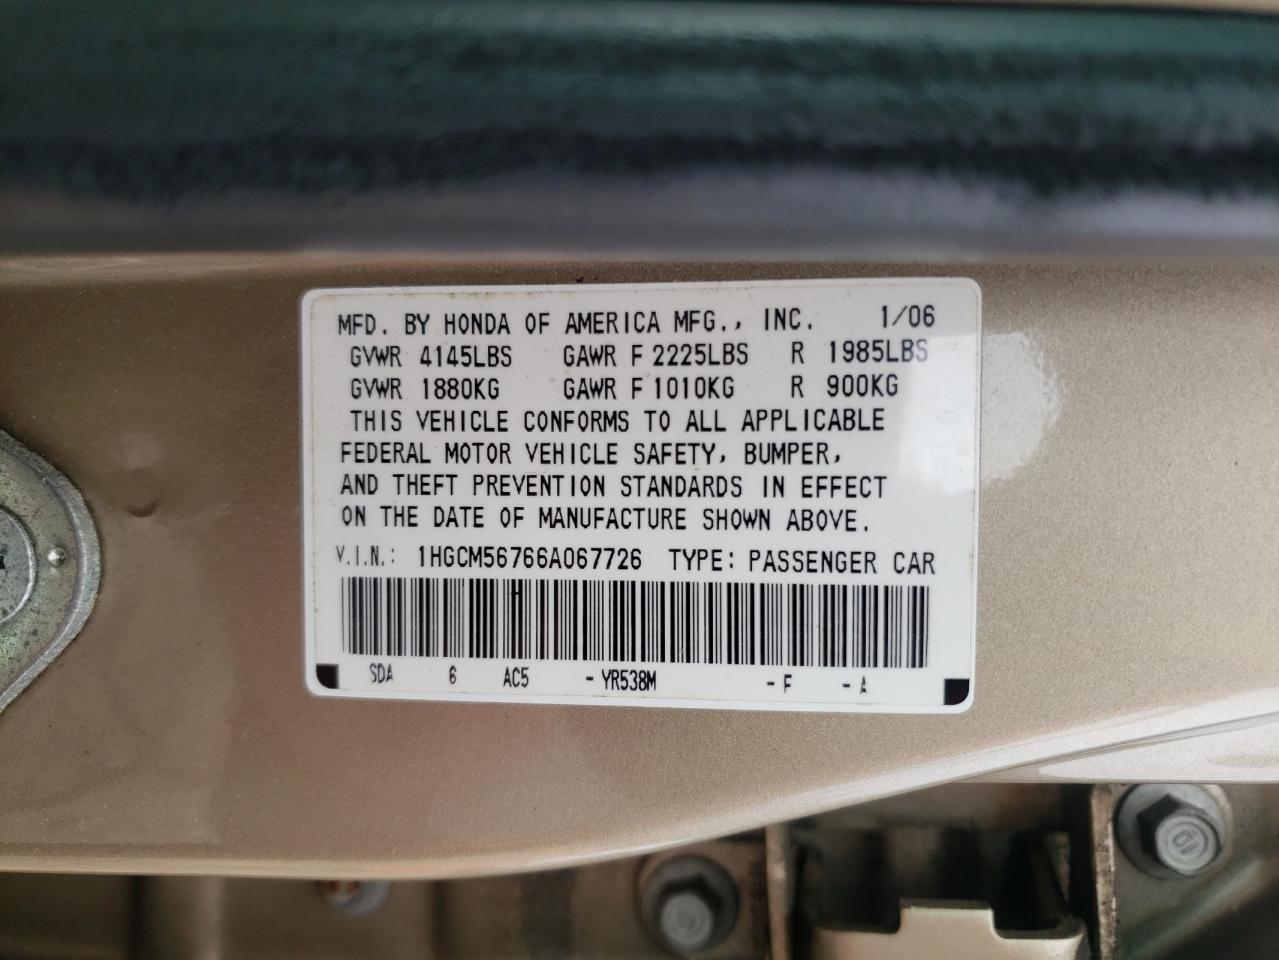 MFD. BY HONDA OF AMERICA MFG., INC. 1/06
GVWR 4145LBS GAWR F 2225LBS R 1985LBS
GVWR 1880KG GAWR F 1010KG R 900KG
THIS VEHICLE CONFORMS TO ALL APPLICABLE
FEDERAL MOTOR VEHICLE SAFETY, BUMPER,
AND THEFT PREVENTION STANDARDS IN EFFECT
ON THE DATE OF MANUFACTURE SHOWN ABOVE.
V.I.N.: 1HGCM56766A067726 TYPE: PASSENGER CAR
SDA 6 AC5 - YR538M - F - A